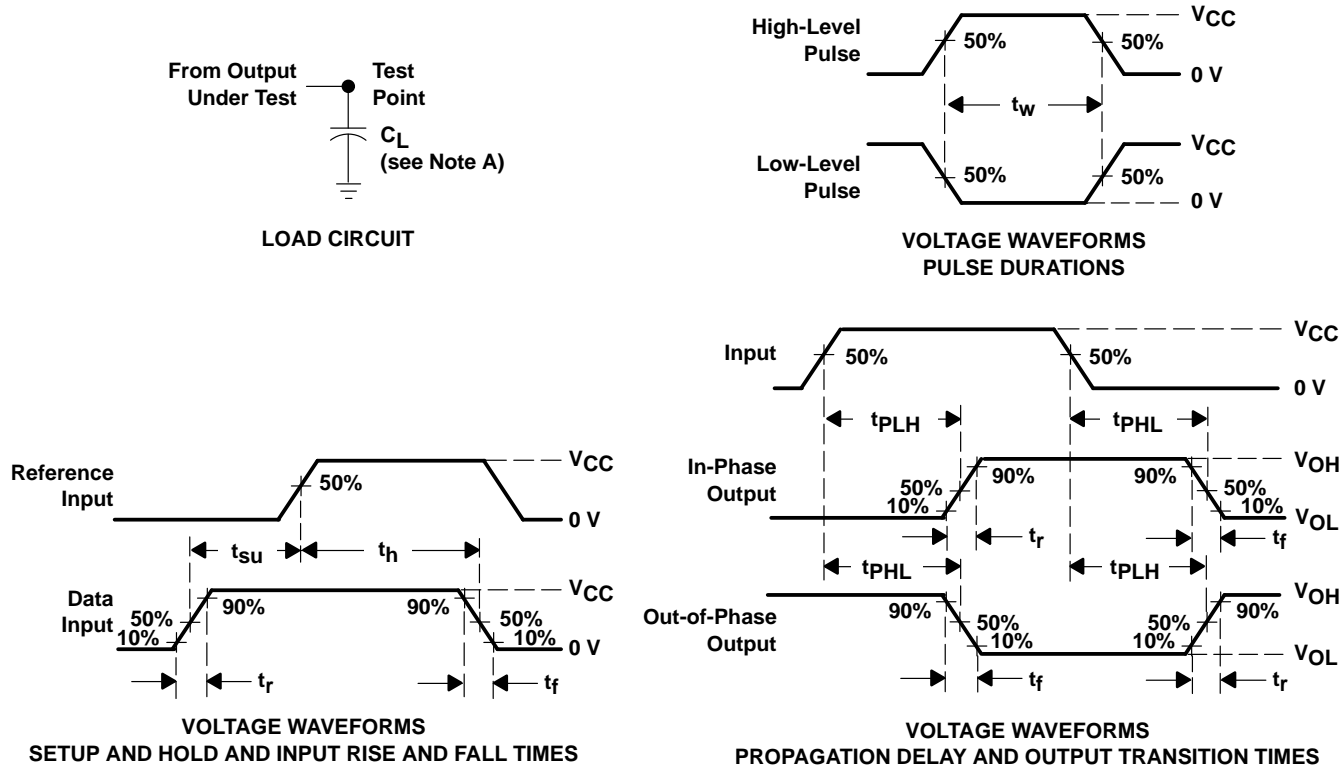 From Output
Under Test
Test
Point
CL
(see Note A)
LOAD CIRCUIT
High-Level
Pulse
50%
50%
VCC
0 V
tw
Low-Level
Pulse
50%
50%
VCC
0 V
VOLTAGE WAVEFORMS
PULSE DURATIONS
Reference
Input
50%
VCC
0 V
tsu
th
Data
Input
50%
10%
90%
90%
50%
10%
VCC
0 V
tr
tf
VOLTAGE WAVEFORMS
SETUP AND HOLD AND INPUT RISE AND FALL TIMES
Input
50%
50%
VCC
0 V
tPLH
tPHL
In-Phase
Output
50%
10%
90%
90%
50%
10%
VOH
VOL
tr
tf
tPHL
tPLH
Out-of-Phase
Output
90%
50%
10%
50%
10%
90%
VOH
VOL
tf
tr
VOLTAGE WAVEFORMS
PROPAGATION DELAY AND OUTPUT TRANSITION TIMES